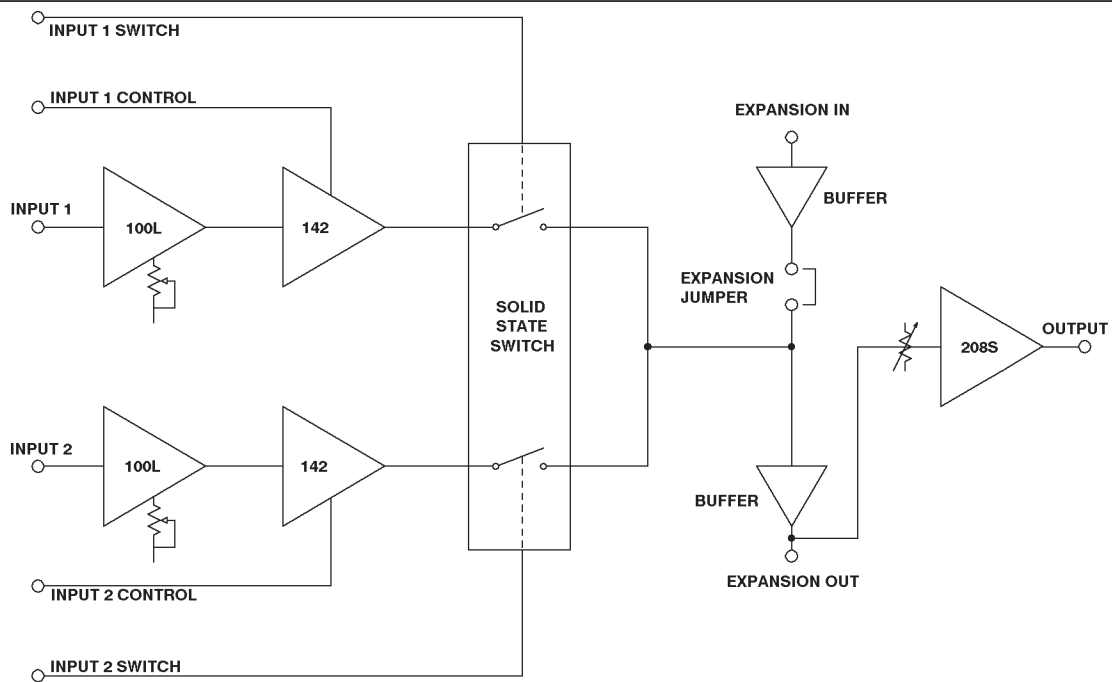 INPUT 1 SWITCH
INPUT 1 CONTROL
EXPANSION IN
INPUT 1
100L
142
BUFFER
EXPANSION
JUMPER
SOLID
STATE
SWITCH
208S
OUTPUT
INPUT 2
100L
142
BUFFER
EXPANSION OUT
INPUT 2 CONTROL
INPUT 2 SWITCH